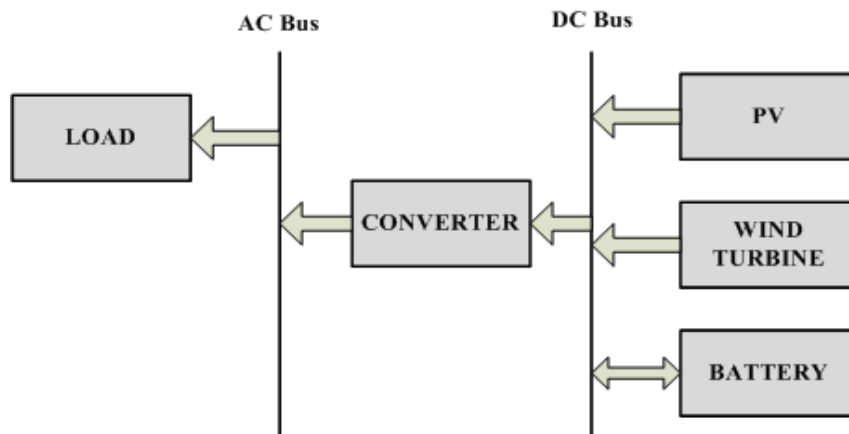 AC Bus
DC Bus
LOAD
PV
CONVERTER
WIND
TURBINE
BATTERY